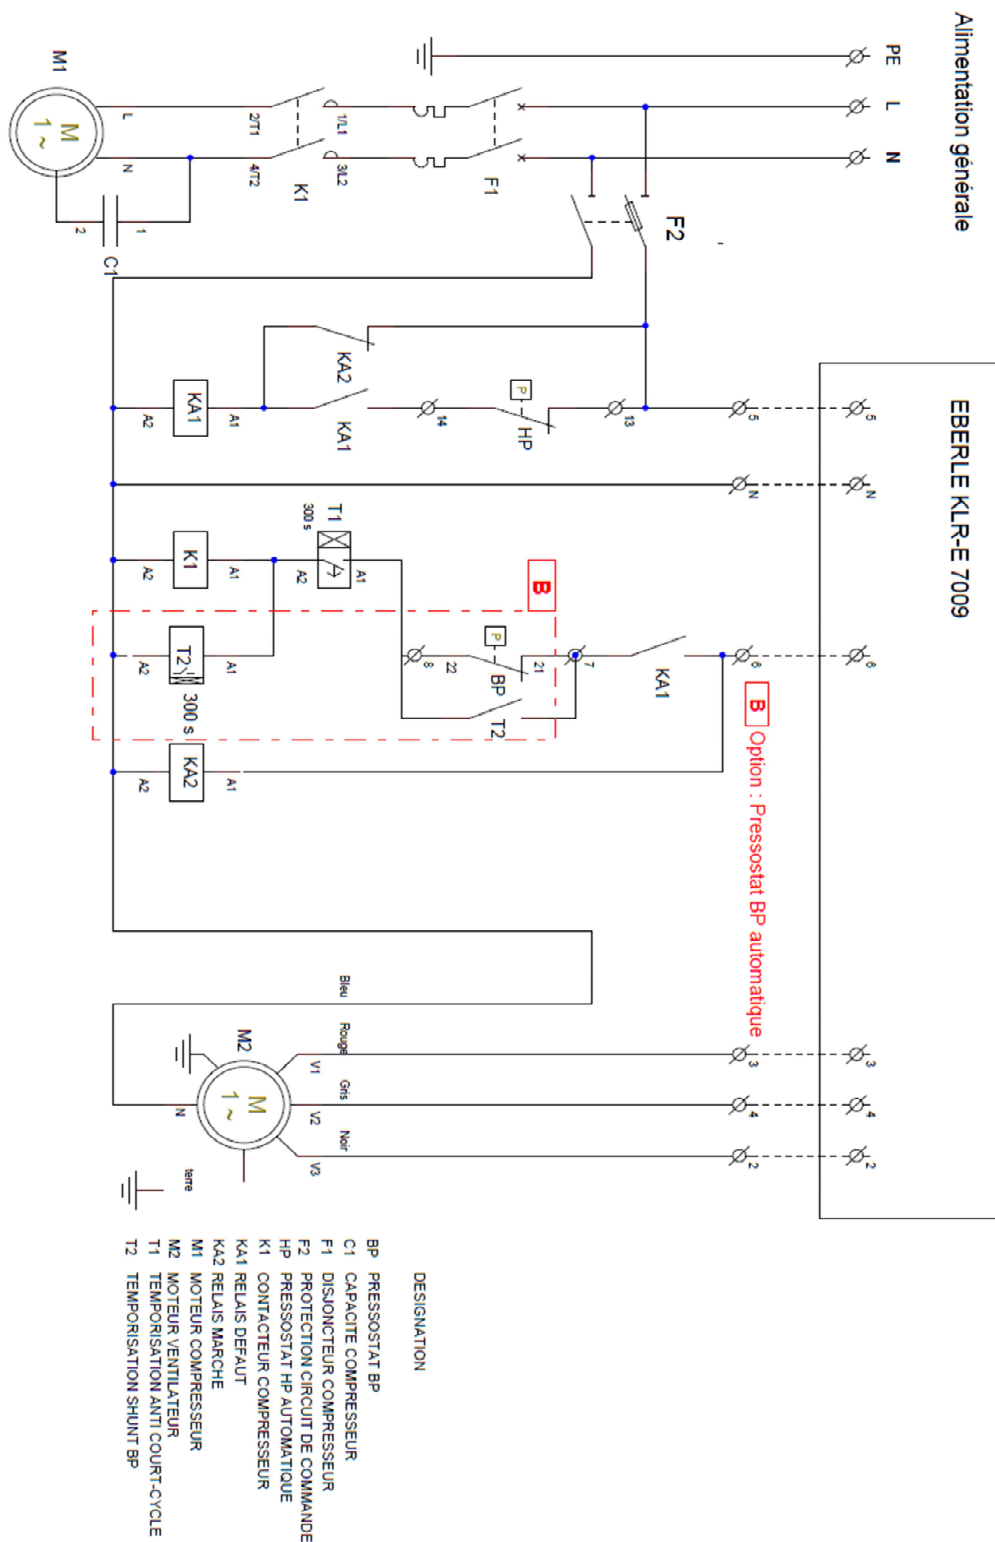 Alimentation générale
PE
L
N
F1
F2
K1
1/L1
3/L2
2/T1
4/T2
L
N
M1
M
1 ~
C1
1
2
EBERLE KLR-E 7009
5
5
13
HP
P
14
KA1
KA2
A1
KA1
A2
N
N
T1
300 s
A1
A2
A1
K1
A2
B
6
6
KA1
7
21
BP
P
22
8
T2
A1
T2
300 s
A2
A1
KA2
A2
B Option : Pressostat BP automatique
3
3
4
4
2
2
Bleu
Rouge
Gris
Noir
V1
V2
V3
M2
M
1 ~
N
terre
DESIGNATION
BP PRESSOSTAT BP
C1 CAPACITE COMPRESSEUR
F1 DISJONCTEUR COMPRESSEUR
F2 PROTECTION CIRCUIT DE COMMANDE
HP PRESSOSTAT HP AUTOMATIQUE
K1 CONTACTEUR COMPRESSEUR
KA1 RELAIS DEFAUT
KA2 RELAIS MARCHE
M1 MOTEUR COMPRESSEUR
M2 MOTEUR VENTILATEUR
T1 TEMPORISATION ANTI COURT-CYCLE
T2 TEMPORISATION SHUNT BP